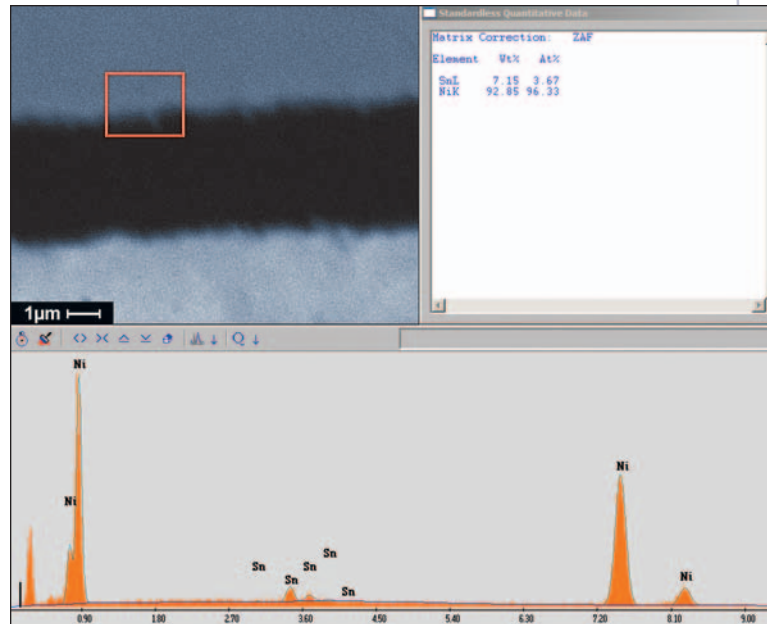 Standardless Quantitative Data
Matrix Correction: ZAF
Element Wt% At%
SnL 7.15 3.67
NiK 92.85 96.33
1µm
Ni
Ni
Sn
Sn
Sn
Sn
Sn
Ni
Ni
0.90 1.80 2.70 3.60 4.50 5.40 6.30 7.20 8.10 9.00